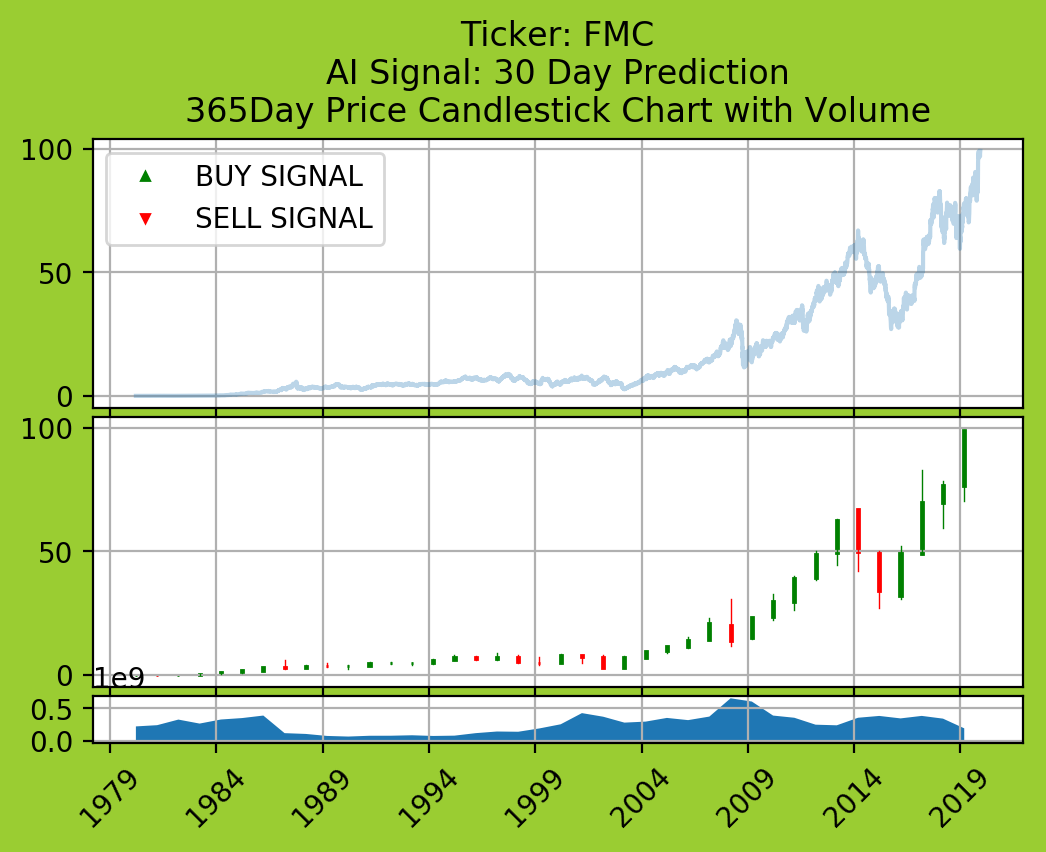 Ticker: FMC
AI Signal: 30 Day Prediction
365Day Price Candlestick Chart with Volume
100
50
0
BUY SIGNAL
SELL SIGNAL
100
50
0
1e9
0.5
0.0
1979
1984
1989
1994
1999
2004
2009
2014
2019